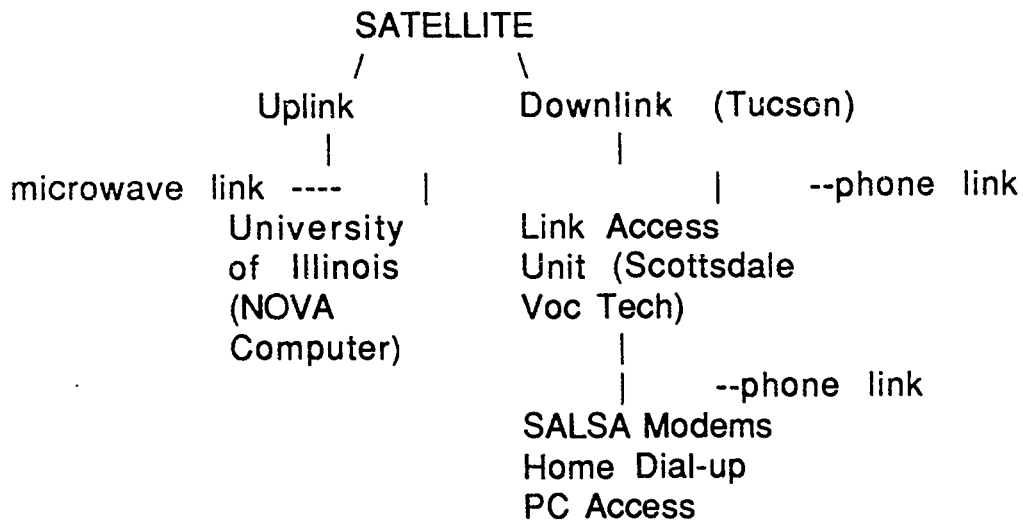 SATELLITE
/ \
Uplink Downlink (Tucson)
| |
microwave link ---- | | --phone link
University Link Access
of Illinois Unit (Scottsdale
(NOVA Voc Tech)
Computer) |
| --phone link
SALSA Modems
Home Dial-up
PC Access